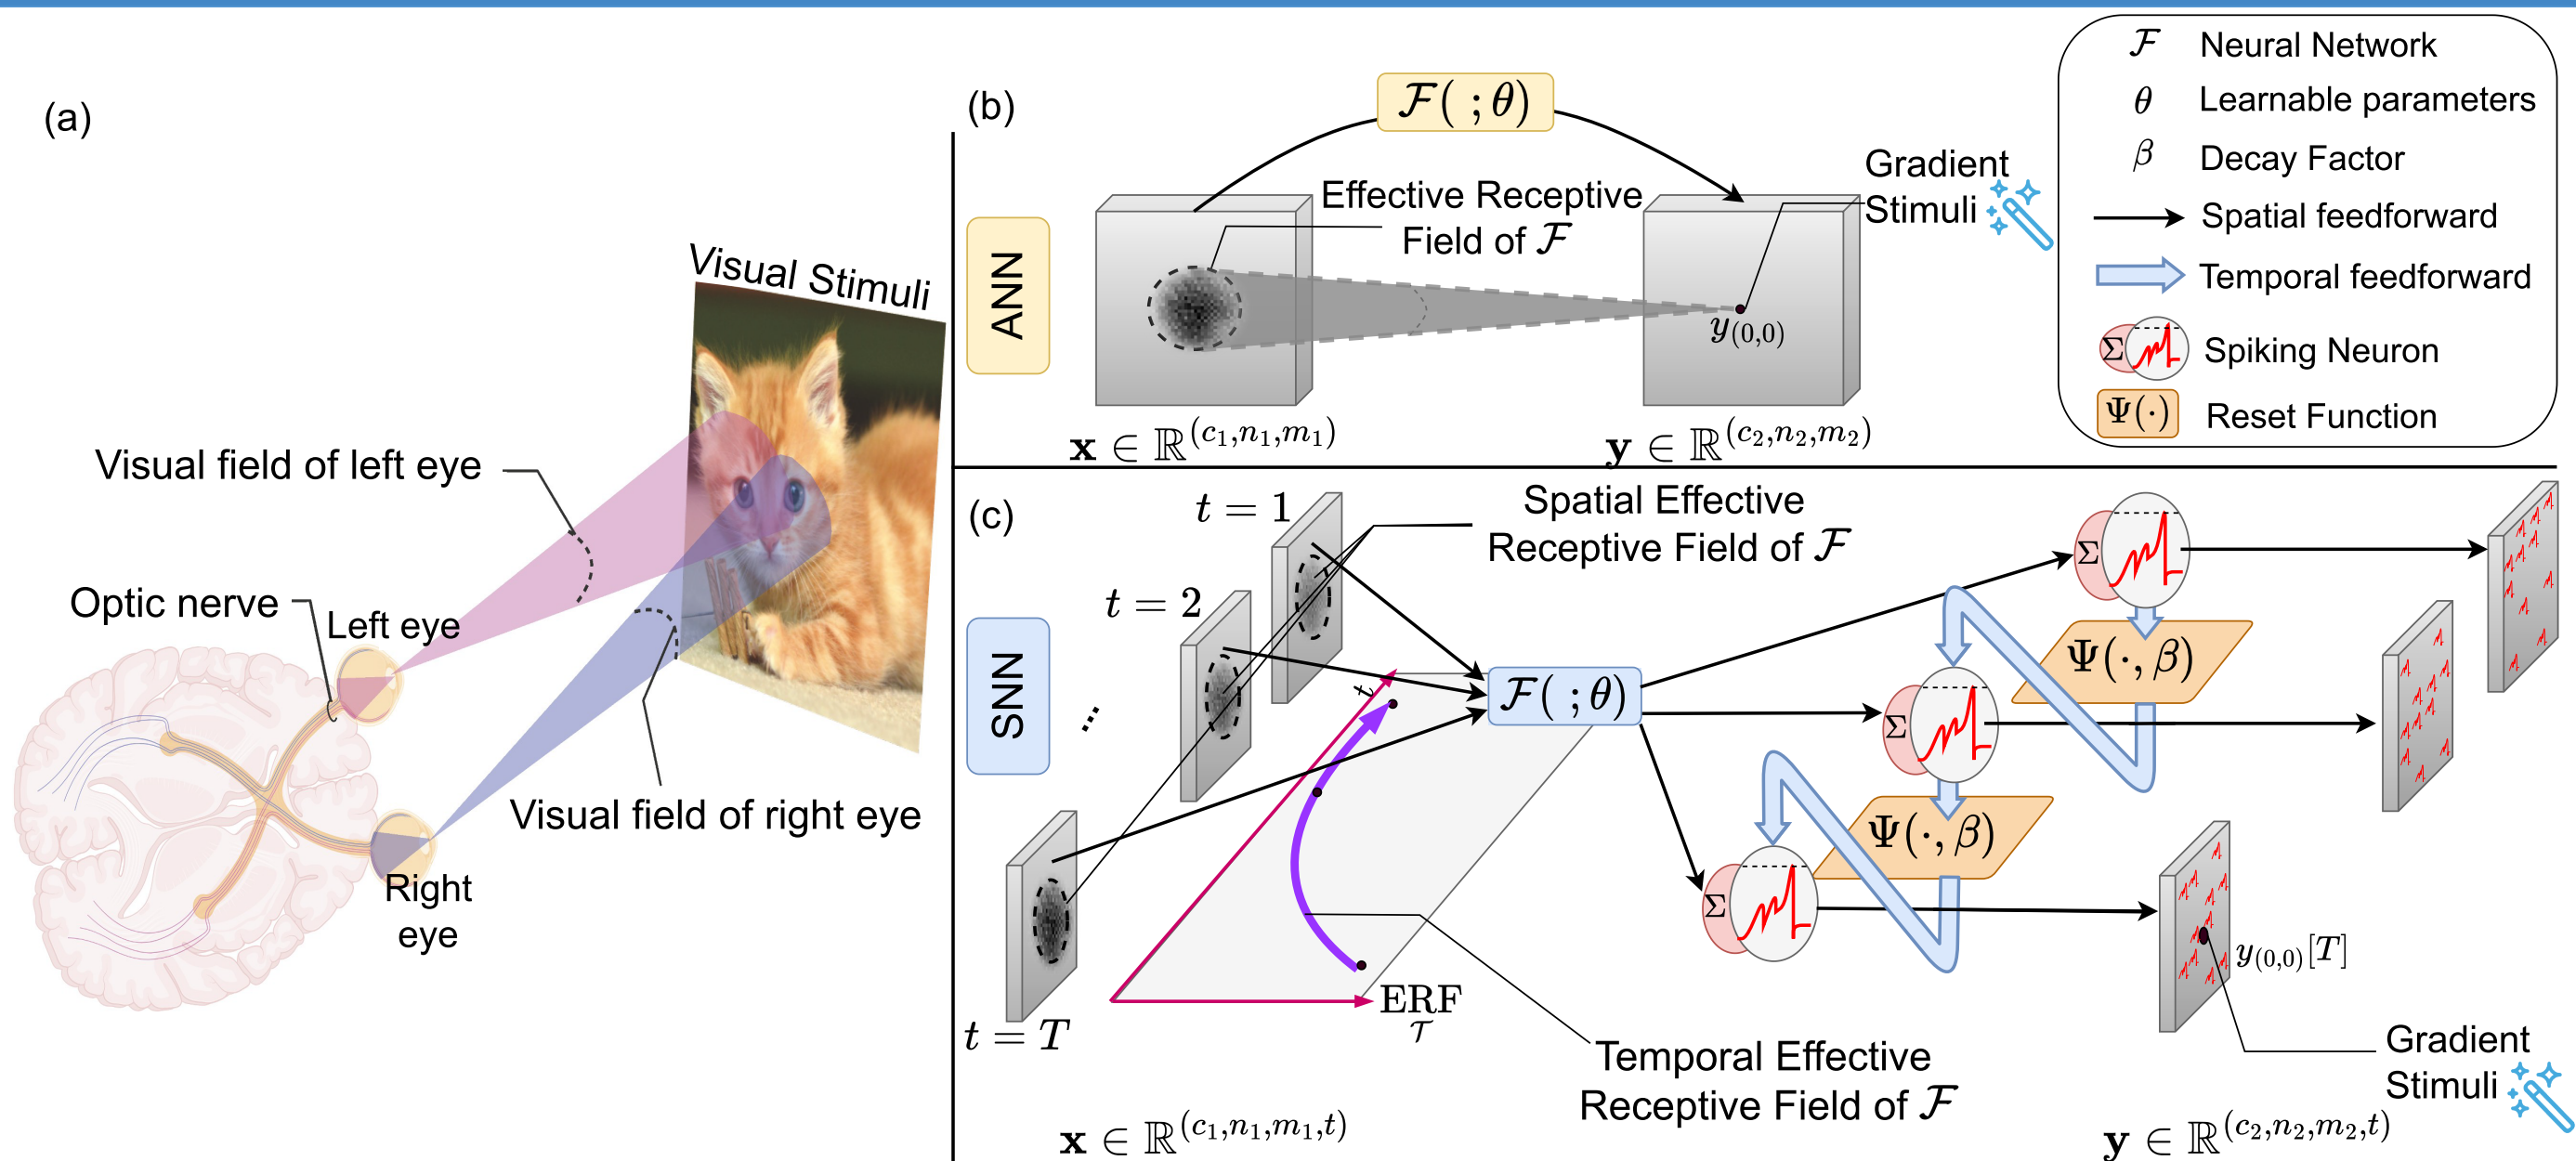 (a)
Visual Stimuli
Visual field of left eye
Optic nerve
Left eye
Right
eye
Visual field of right eye
(b)
ANN
ℱ( ;θ)
Effective Receptive
Field of ℱ
Gradient
Stimuli
y₍₀,₀₎
𝐱 ∈ ℝ^(c₁,n₁,m₁)
𝐲 ∈ ℝ^(c₂,n₂,m₂)
ℱ Neural Network
θ Learnable parameters
β Decay Factor
Spatial feedforward
Temporal feedforward
Σ Spiking Neuron
Ψ(·) Reset Function
(c)
SNN
t = 1
t = 2
...
t = T
Spatial Effective
Receptive Field of ℱ
ℱ( ;θ)
t
ERF
𝒯
Temporal Effective
Receptive Field of ℱ
Σ
Ψ(·, β)
Σ
Ψ(·, β)
Σ
y₍₀,₀₎[T]
Gradient
Stimuli
𝐱 ∈ ℝ^(c₁,n₁,m₁,t)
𝐲 ∈ ℝ^(c₂,n₂,m₂,t)